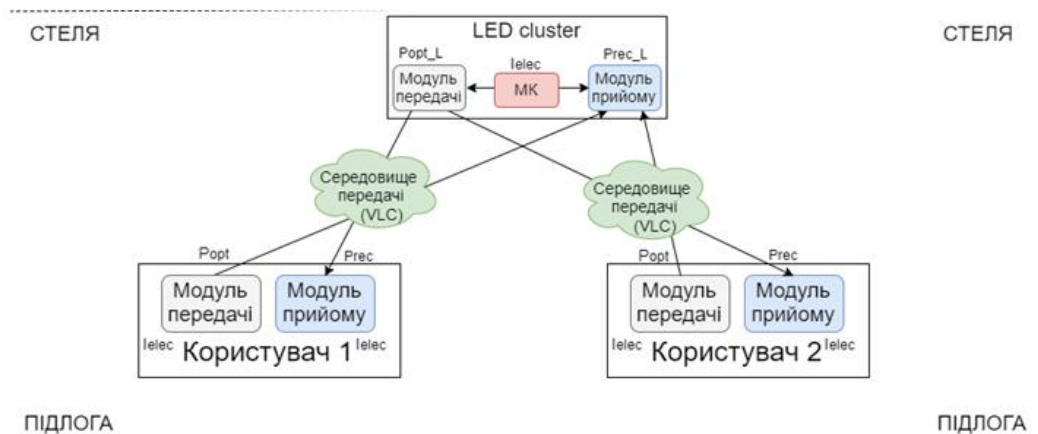 СТЕЛЯ
LED cluster
СТЕЛЯ
Popt_L
Ielec
Prec_L
Модуль
передачі
МК
Модуль
прийому
Середовище
передачі
(VLC)
Середовище
передачі
(VLC)
Popt
Prec
Popt
Prec
Модуль
передачі
Модуль
прийому
Модуль
передачі
Модуль
прийому
Ielec Користувач 1 Ielec
Ielec Користувач 2 Ielec
ПІДЛОГА
ПІДЛОГА